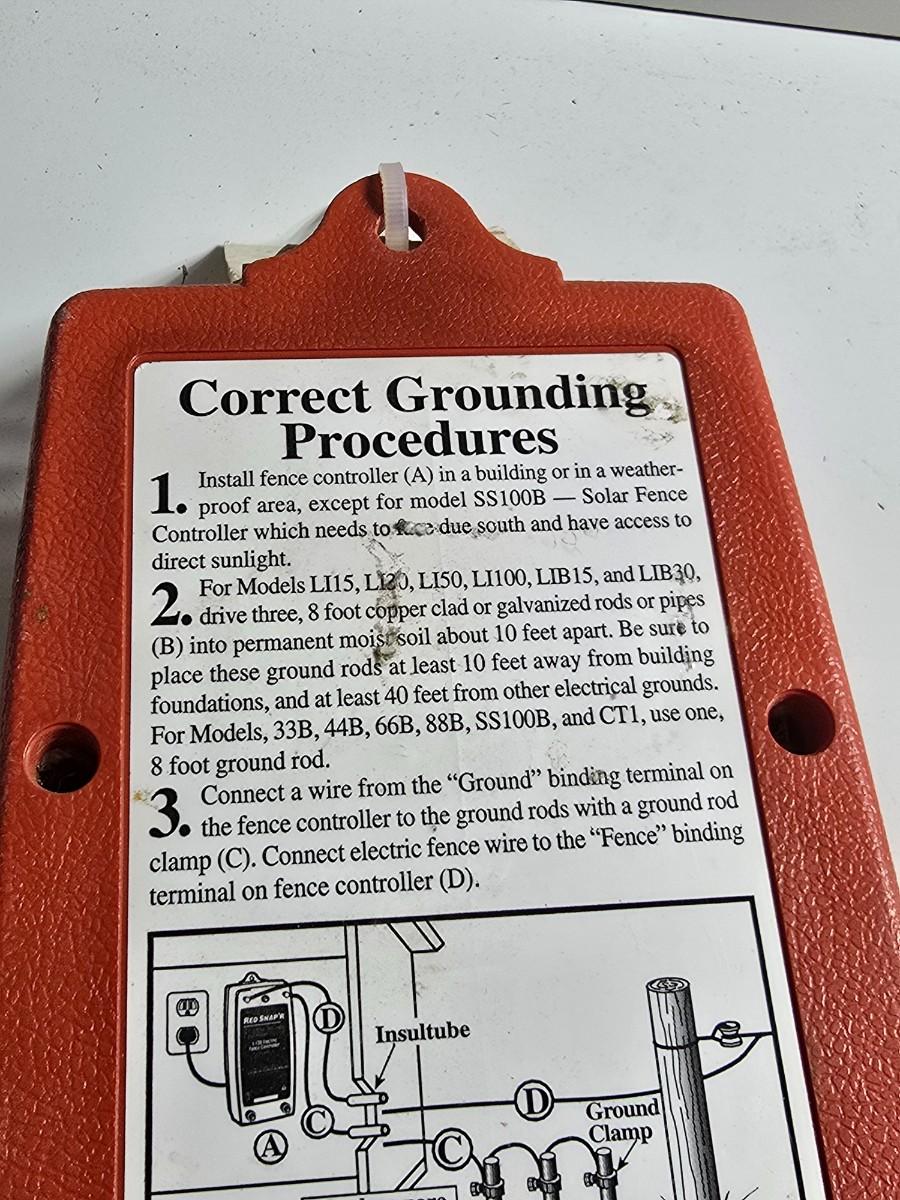 Correct Grounding
Procedures
1. Install fence controller (A) in a building or in a weather-
proof area, except for model SS100B — Solar Fence
Controller which needs to face due south and have access to
direct sunlight.
2. For Models LI15, LI20, LI50, LI100, LIB15, and LIB30,
drive three, 8 foot copper clad or galvanized rods or pipes
(B) into permanent moist soil about 10 feet apart. Be sure to
place these ground rods at least 10 feet away from building
foundations, and at least 40 feet from other electrical grounds.
For Models, 33B, 44B, 66B, 88B, SS100B, and CT1, use one,
8 foot ground rod.
3. Connect a wire from the “Ground” binding terminal on
the fence controller to the ground rods with a ground rod
clamp (C). Connect electric fence wire to the “Fence” binding
terminal on fence controller (D).
RED SNAP'R
D
Insultube
C
A
D
C
Ground
Clamp